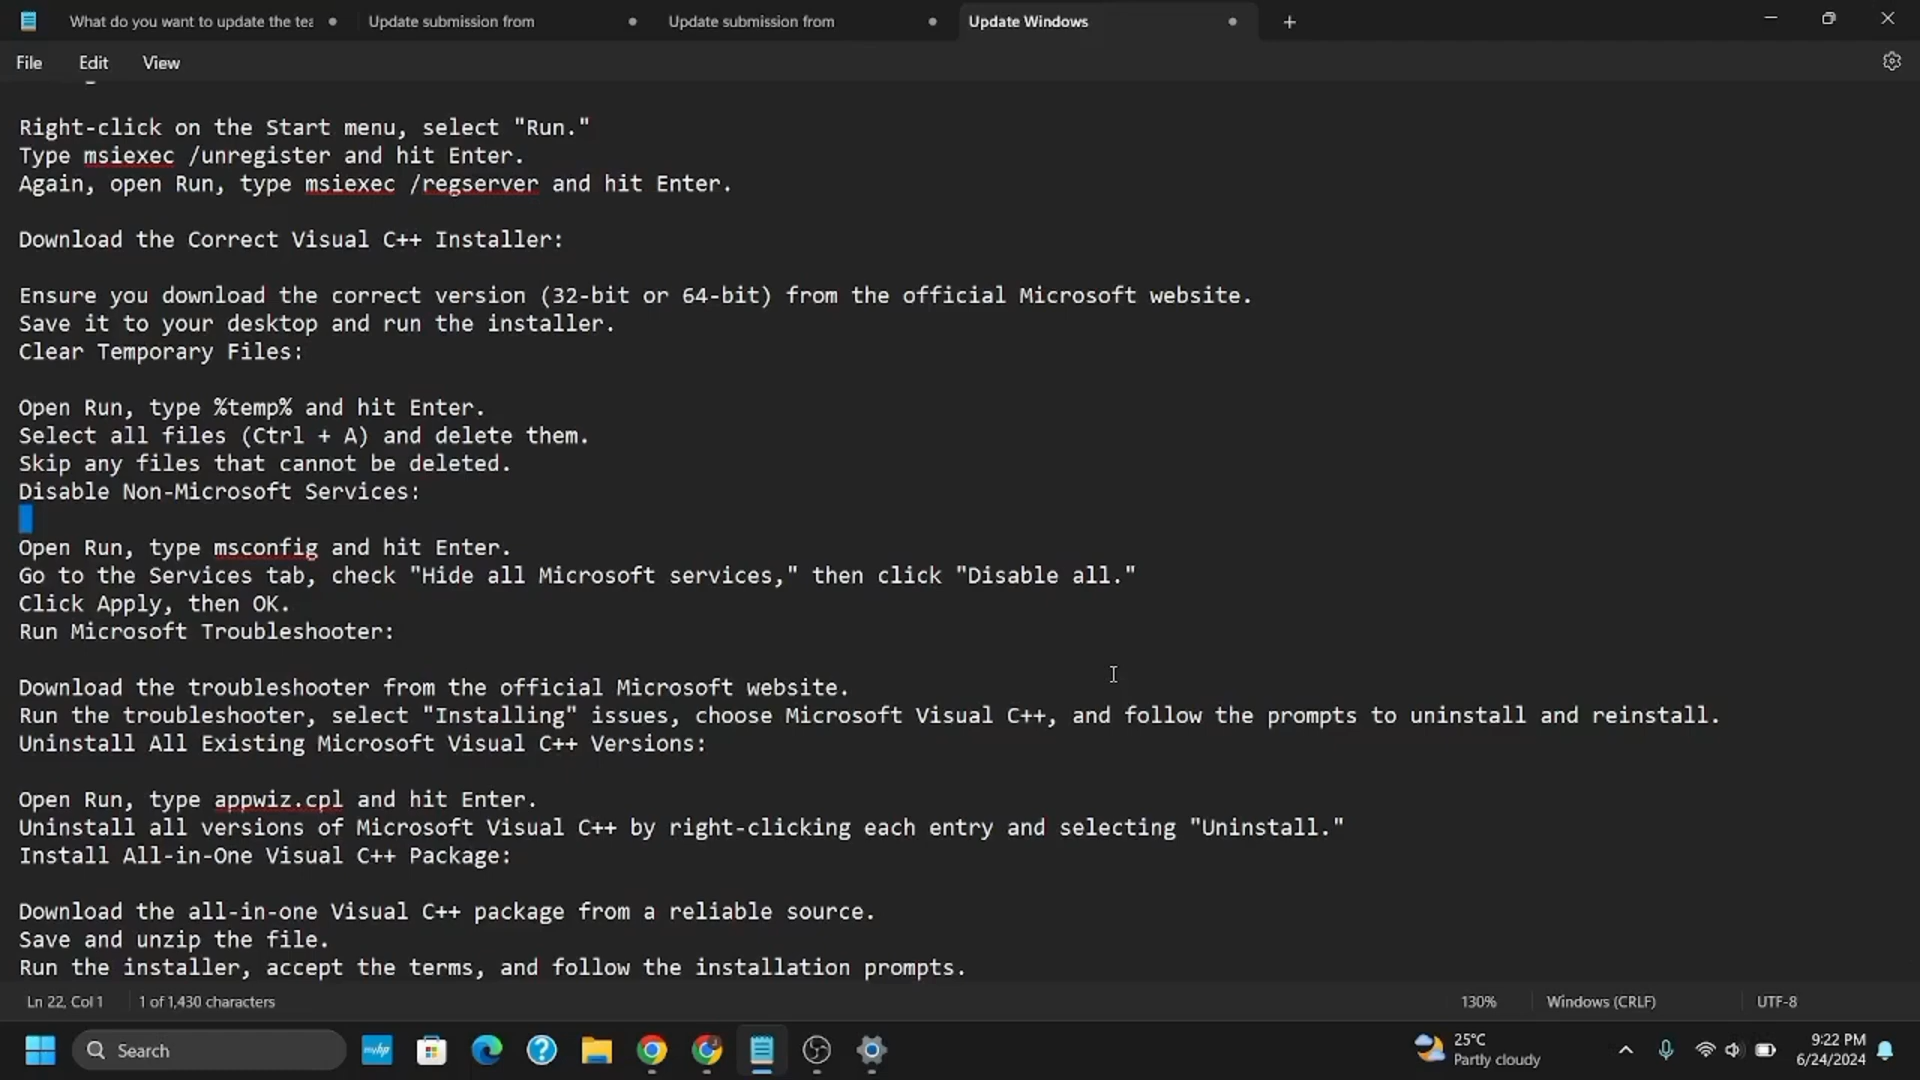 What do you want to update the tea
Update submission from
Update submission from
Update Windows
File Edit View
Right-click on the Start menu, select "Run."
Type msiexec /unregister and hit Enter.
Again, open Run, type msiexec /regserver and hit Enter.
Download the Correct Visual C++ Installer:
Ensure you download the correct version (32-bit or 64-bit) from the official Microsoft website.
Save it to your desktop and run the installer.
Clear Temporary Files:
Open Run, type %temp% and hit Enter.
Select all files (Ctrl + A) and delete them.
Skip any files that cannot be deleted.
Disable Non-Microsoft Services:
Open Run, type msconfig and hit Enter.
Go to the Services tab, check "Hide all Microsoft services," then click "Disable all."
Click Apply, then OK.
Run Microsoft Troubleshooter:
Download the troubleshooter from the official Microsoft website.
Run the troubleshooter, select "Installing" issues, choose Microsoft Visual C++, and follow the prompts to uninstall and reinstall.
Uninstall All Existing Microsoft Visual C++ Versions:
Open Run, type appwiz.cpl and hit Enter.
Uninstall all versions of Microsoft Visual C++ by right-clicking each entry and selecting "Uninstall."
Install All-in-One Visual C++ Package:
Download the all-in-one Visual C++ package from a reliable source.
Save and unzip the file.
Run the installer, accept the terms, and follow the installation prompts.
Ln 22, Col 1 1 of 1,430 characters 130% Windows (CRLF) UTF-8
Search
myhp
25°C
Partly cloudy
9:22 PM
6/24/2024